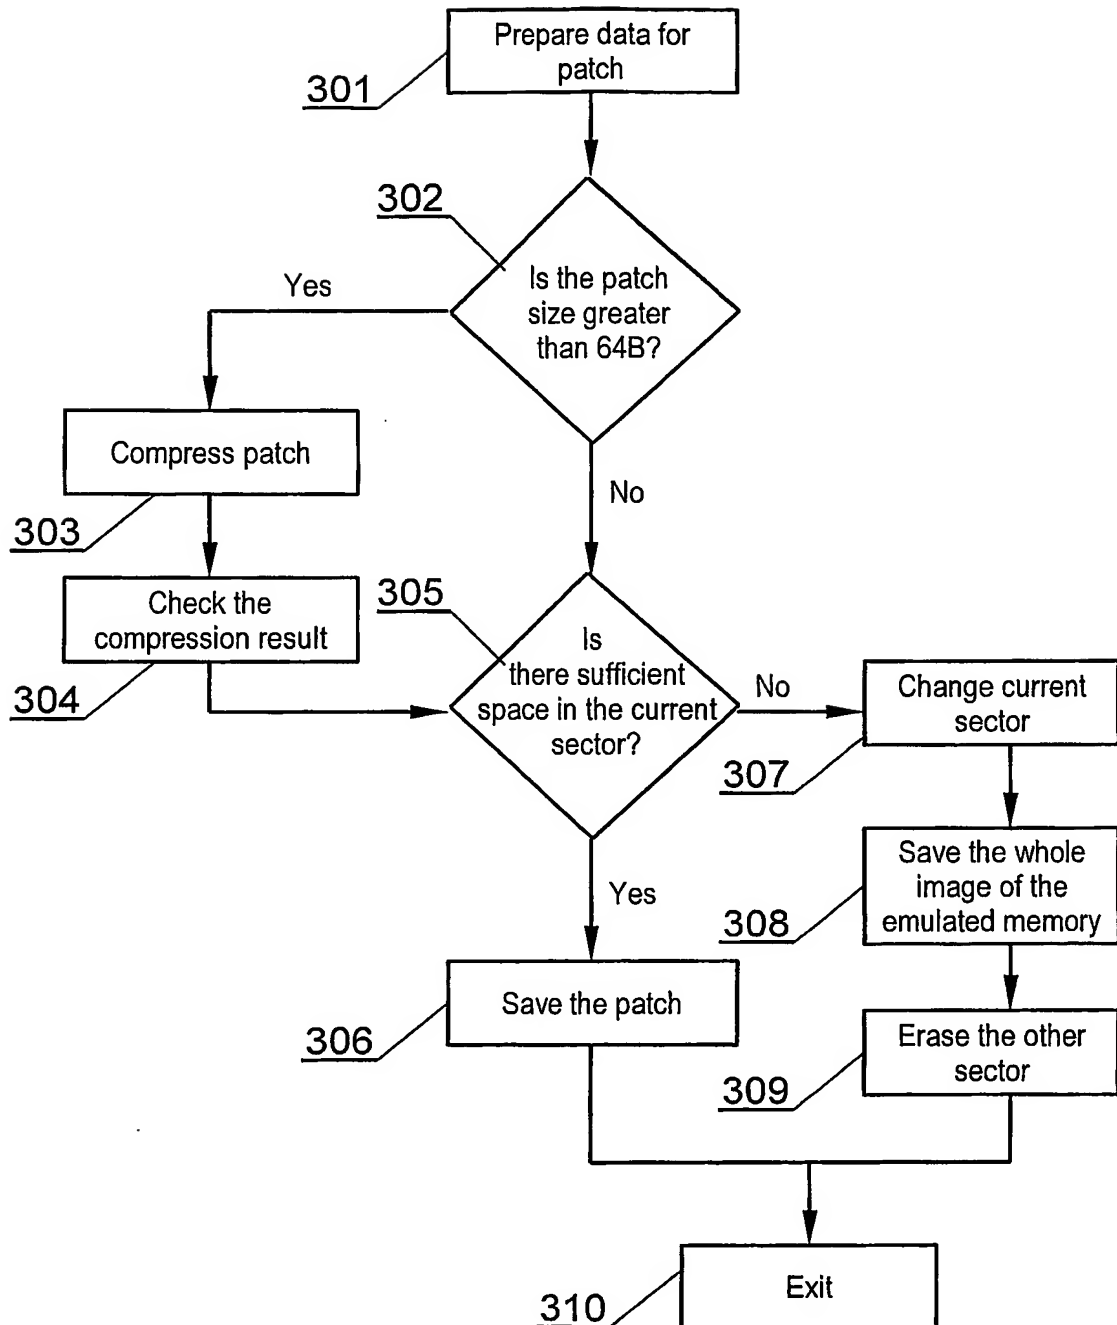 Prepare data for
patch
301
302
Is the patch
size greater
than 64B?
Yes
Compress patch
No
303
Check the
compression result
304
305
Is
there sufficient
space in the current
sector?
No
Change current
sector
307
Yes
Save the whole
image of the
emulated memory
308
Save the patch
306
Erase the other
sector
309
Exit
310